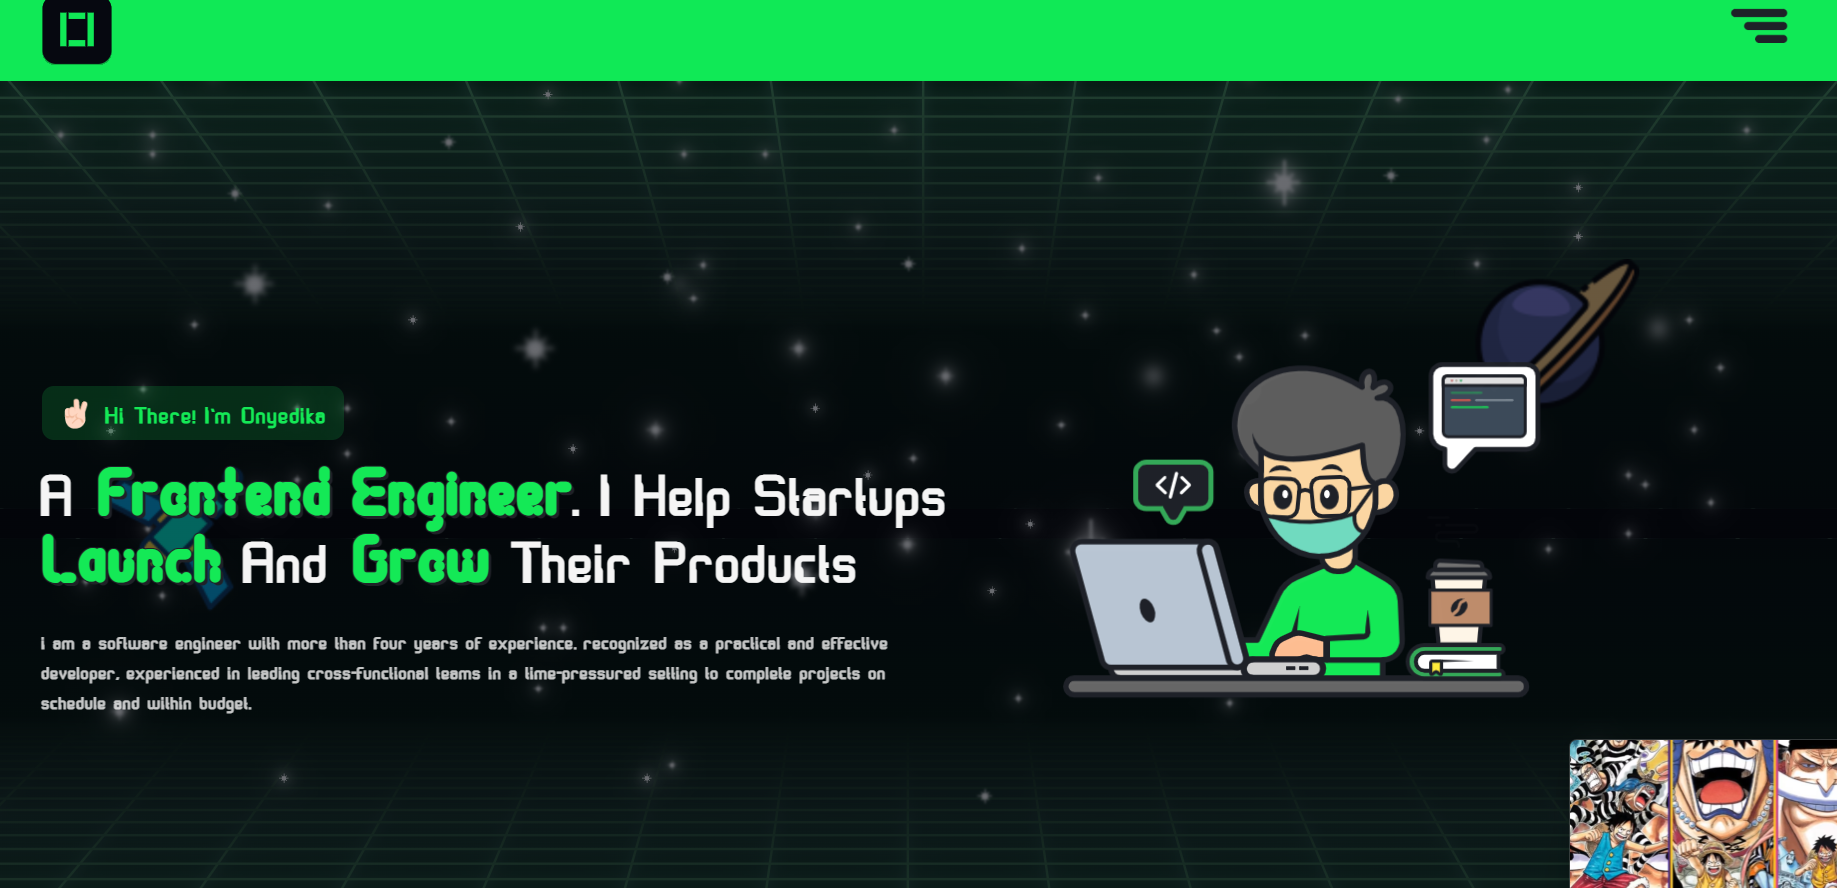 Hi There! I'm Onyedika
A Frontend Engineer. I Help Startups
Launch And Grow Their Products
</>
i am a software engineer with more than four years of experience. recognized as a practical and effective
developer, experienced in leading cross-functional teams in a time-pressured setting to complete projects on
schedule and within budget.